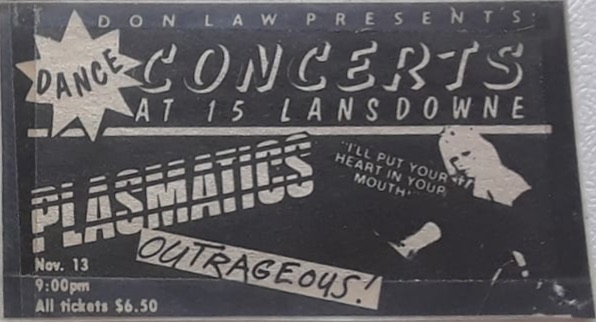 DON LAW PRESENTS:
DANCE
CONCERTS
AT 15 LANSDOWNE
PLASMATICS
"I'LL PUT YOUR
HEART IN YOUR
MOUTH"
OUTRAGEOUS!
Nov. 13
9:00pm
All tickets $6.50